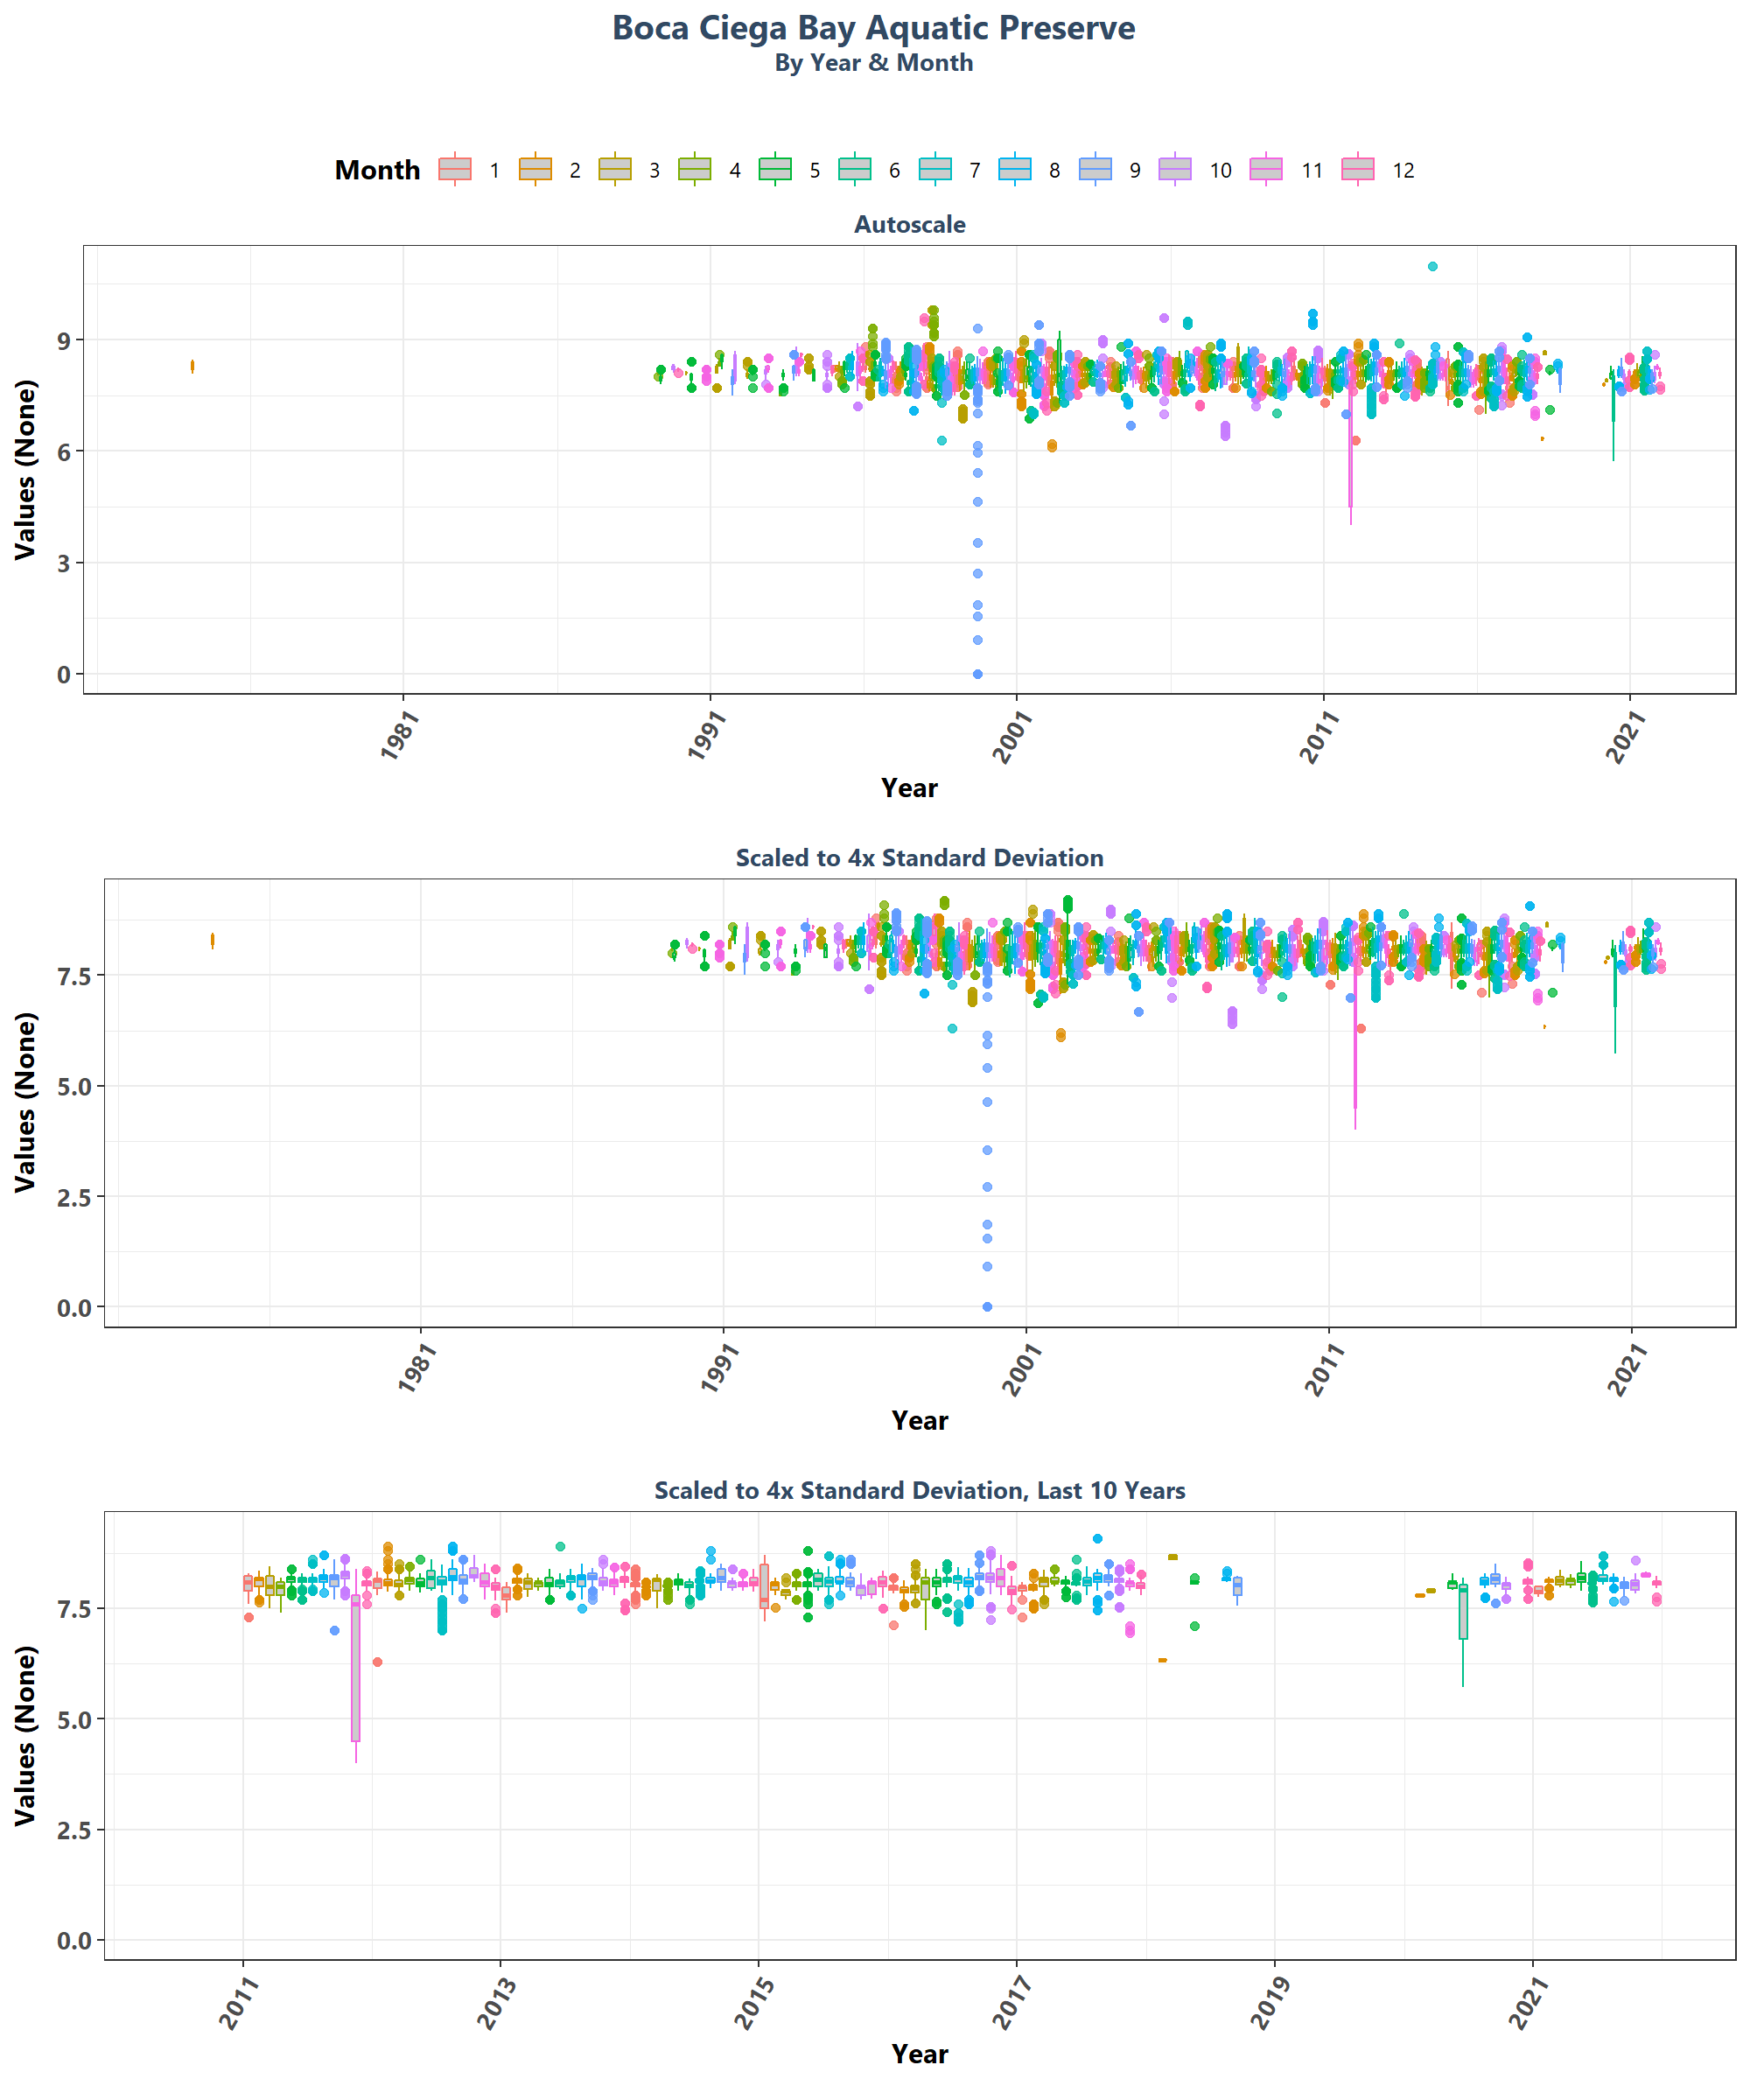 Boca Ciega Bay Aquatic Preserve
By Year & Month
Month 1 2 3 4 5 6 7 8 9 10 11 12
Autoscale
Values (None)
9
6
3
0
1981 1991 2001 2011 2021
Year
Scaled to 4x Standard Deviation
Values (None)
7.5
5.0
2.5
0.0
1981 1991 2001 2011 2021
Year
Scaled to 4x Standard Deviation, Last 10 Years
Values (None)
7.5
5.0
2.5
0.0
2011 2013 2015 2017 2019 2021
Year